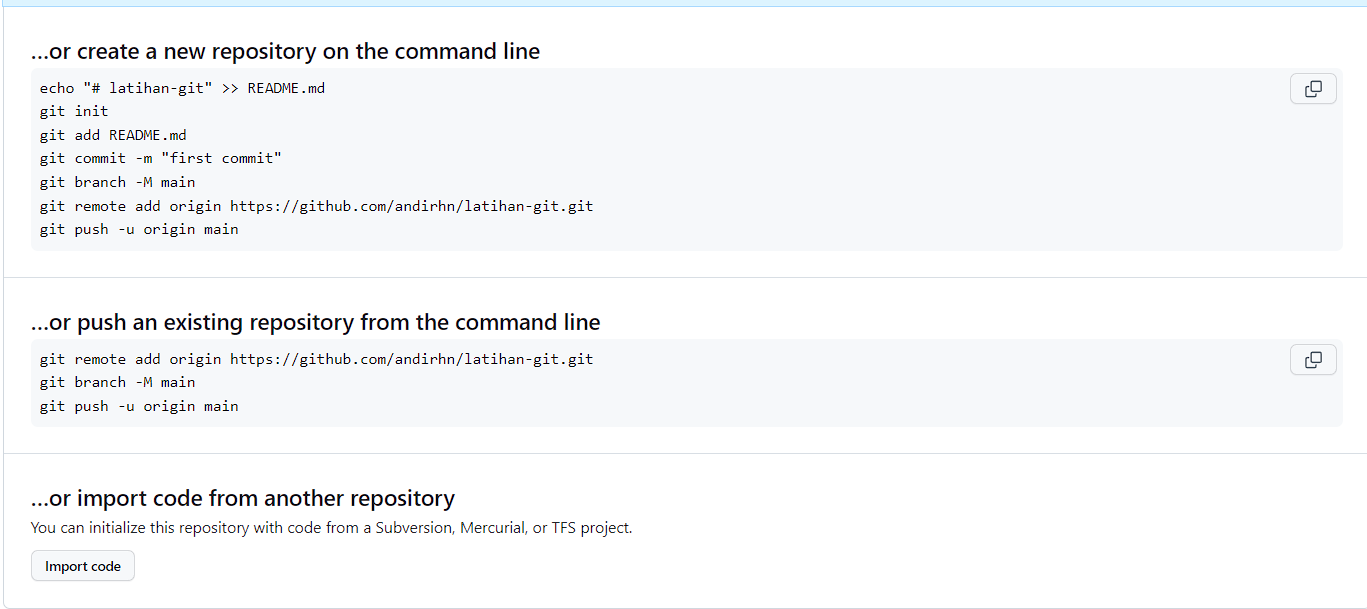 ...or create a new repository on the command line
echo "# latihan-git" >> README.md
git init
git add README.md
git commit -m "first commit"
git branch -M main
git remote add origin https://github.com/andirhn/latihan-git.git
git push -u origin main
...or push an existing repository from the command line
git remote add origin https://github.com/andirhn/latihan-git.git
git branch -M main
git push -u origin main
...or import code from another repository
You can initialize this repository with code from a Subversion, Mercurial, or TFS project.
Import code